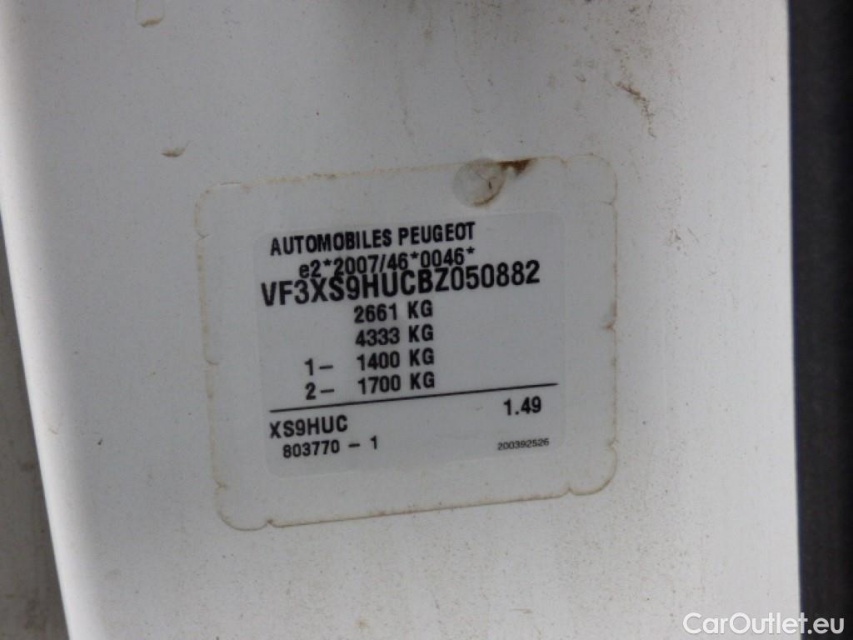 AUTOMOBILES PEUGEOT
e2*2007/46*0046*
VF3XS9HUCBZ050882
2661 KG
4333 KG
1- 1400 KG
2- 1700 KG
XS9HUC 1.49
803770 - 1 200392526
CarOutlet.eu